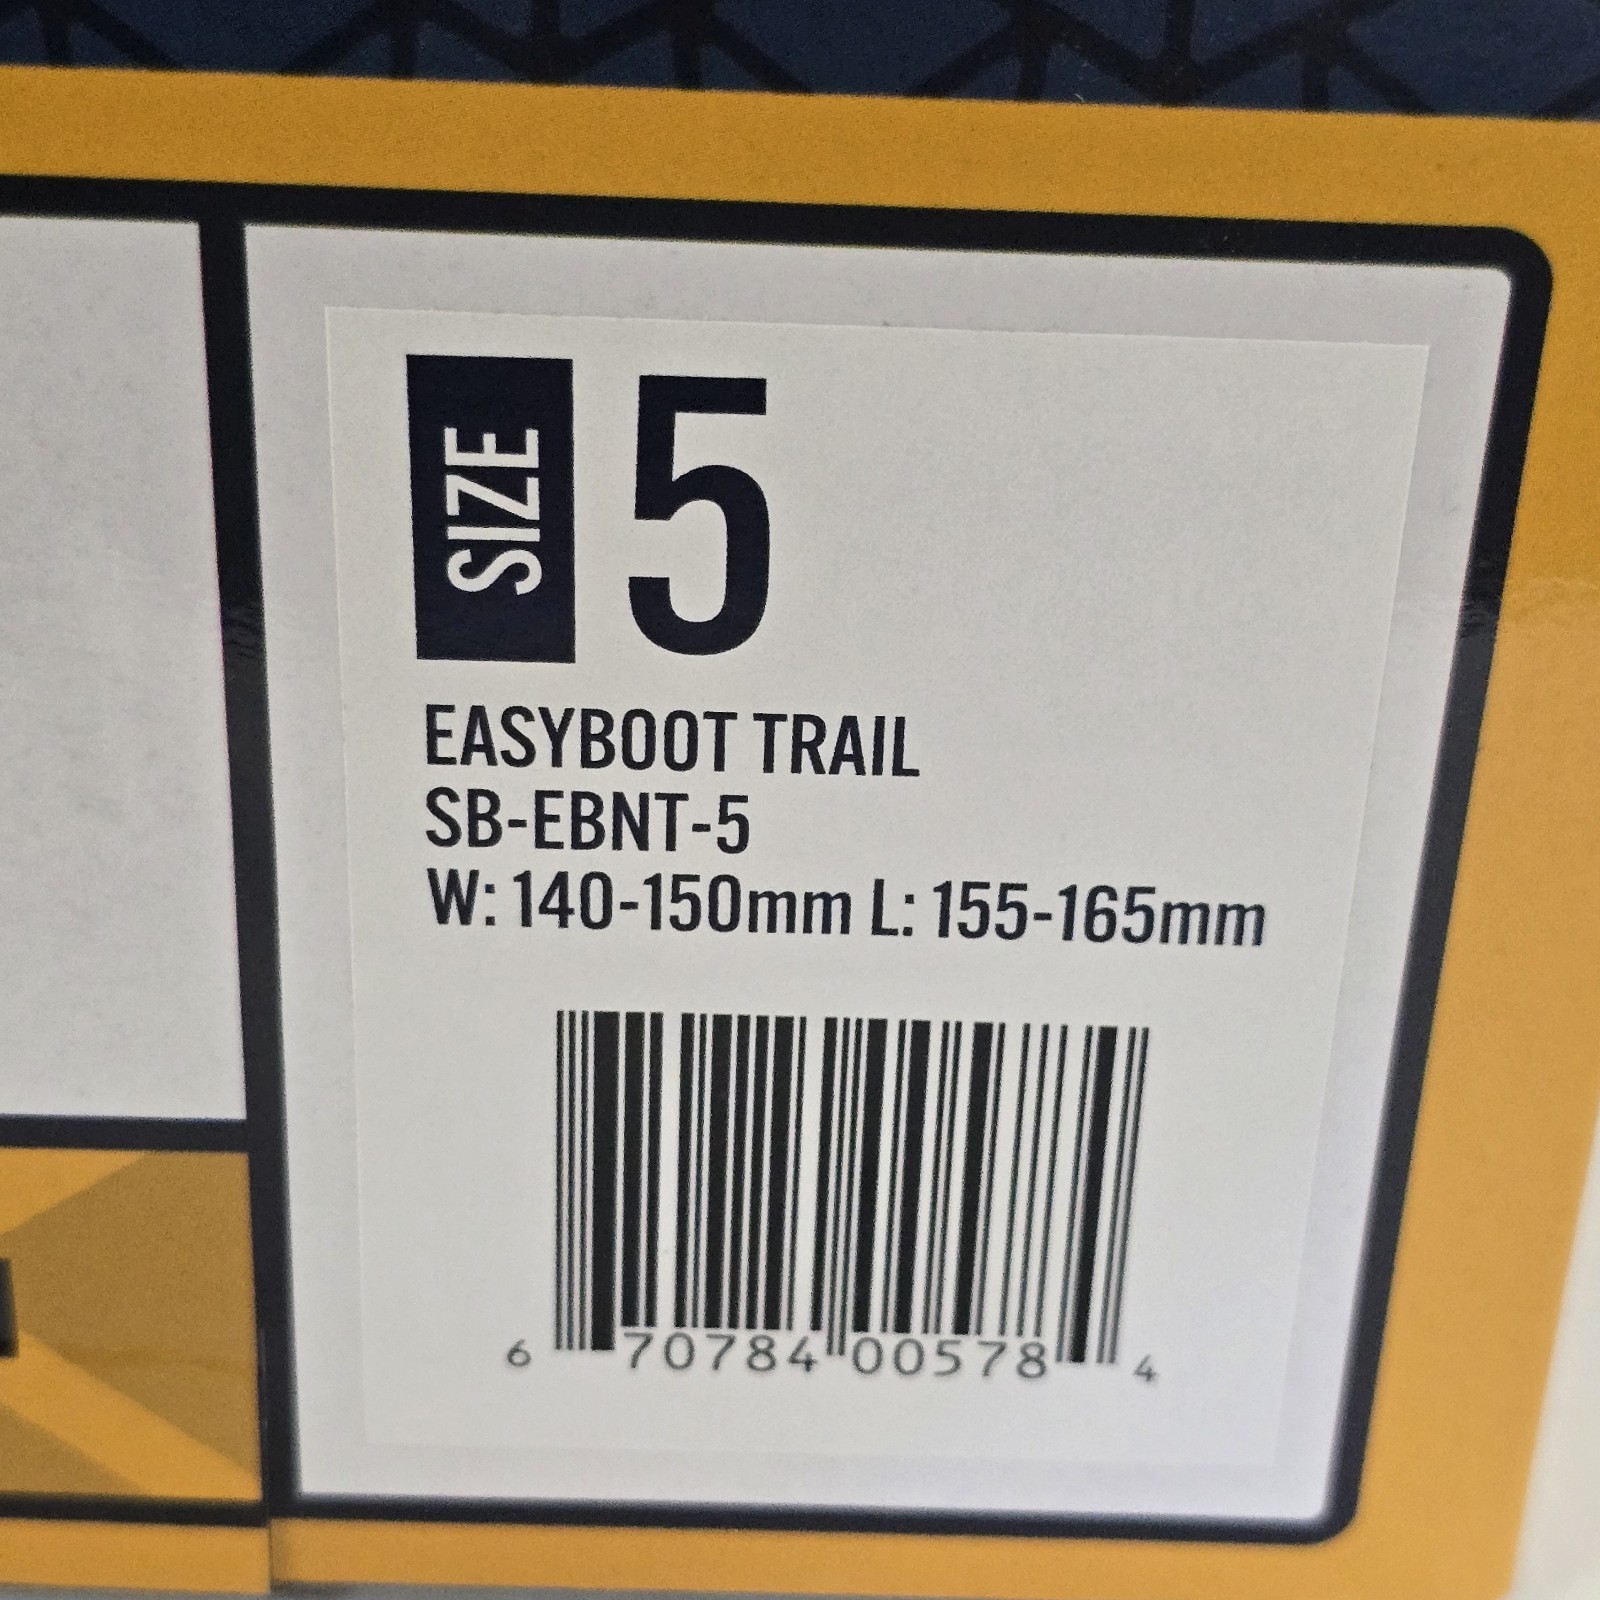 SIZE 5
EASYBOOT TRAIL
SB-EBNT-5
W: 140-150mm L: 155-165mm
6 70784 00578 4